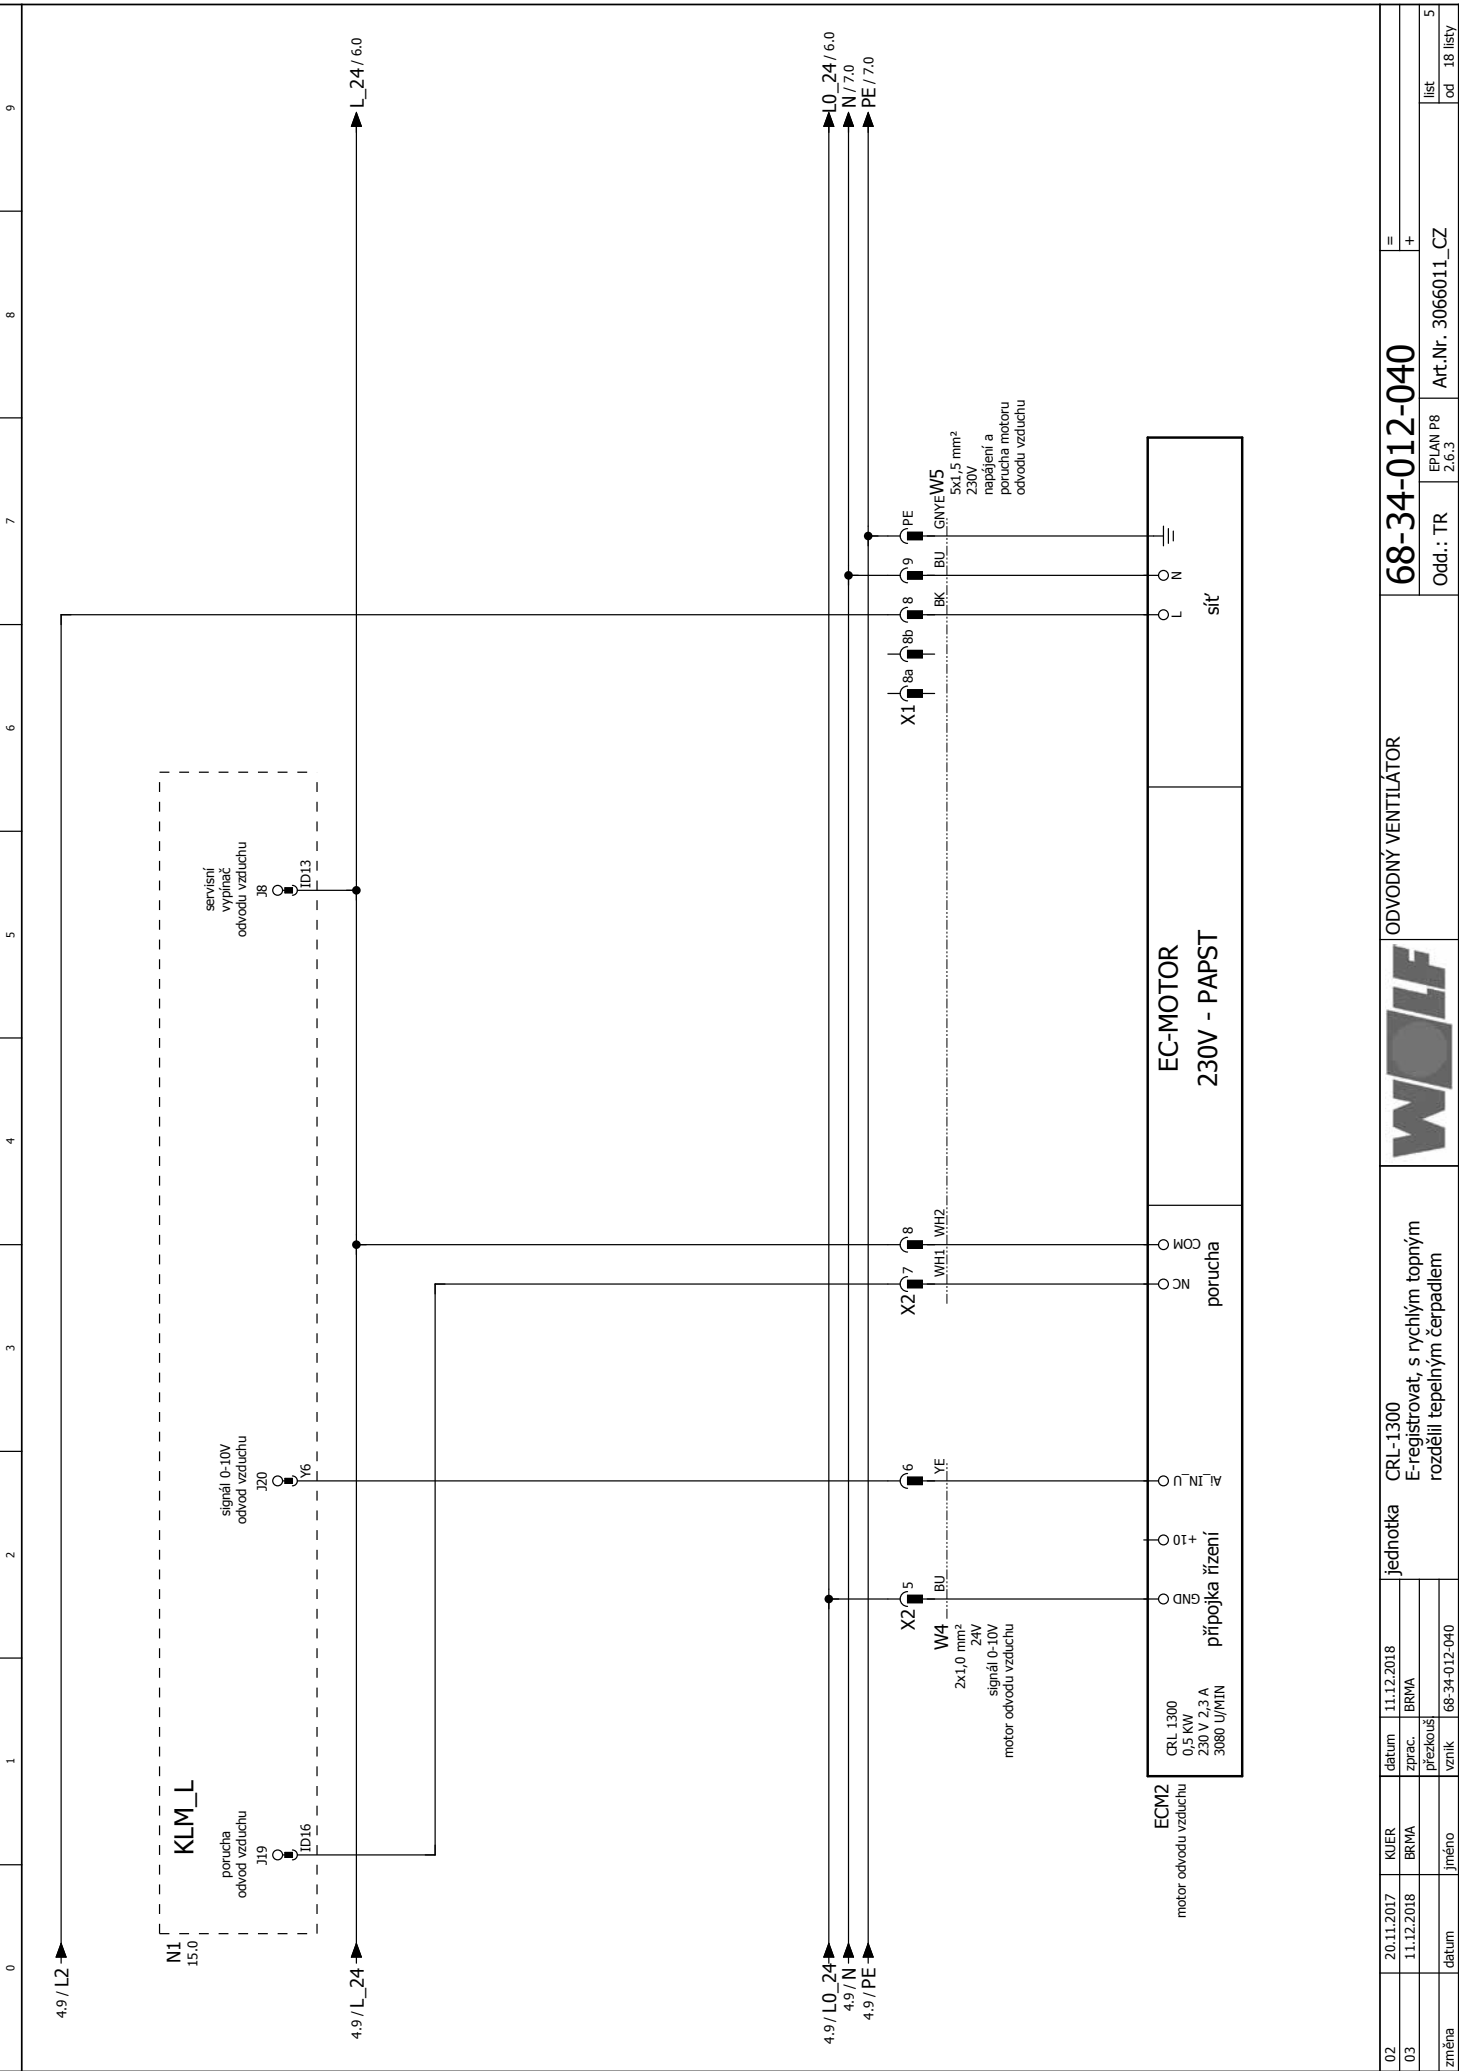 0 1 2 3 4 5 6 7 8 9
4.9 / L2
N1
15.0
KLM_L
porucha
odvod vzduchu
J19
ID16
signál 0-10V
odvod vzduchu
J20
Y6
servisní
vypínač
odvodu vzduchu
J8
ID13
4.9 / L_24
L_24 / 6.0
4.9 / L0_24
L0_24 / 6.0
4.9 / N
N / 7.0
4.9 / PE
PE / 7.0
X2 5
6
X2 7
8
X1 8a
8b
8
9
PE
W4
BU
YE
2x1,0 mm²
24V
signál 0-10V
motor odvodu vzduchu
WH1
WH2
BK
BU
GNYE
W5
5x1,5 mm²
230V
napájení a
porucha motoru
odvodu vzduchu
ECM2
motor odvodu vzduchu
CRL 1300
0,5 KW
230 V 2,3 A
3080 U/MIN
GND
+10
Ai_IN_U
přípojka řízení
NC
COM
porucha
EC-MOTOR
230V - PAPST
L
N
síť
02 20.11.2017 KUER
03 11.12.2018 BRMA
změna datum jméno
datum 11.12.2018
zprac. BRMA
přezkouš.
vznik 68-34-012-040
jednotka CRL-1300
E-registrovat, s rychlým topným
rozdělil tepelným čerpadlem
WOLF
ODVODNÝ VENTILÁTOR
68-34-012-040
=
+
Odd.: TR
EPLAN P8
2.6.3
Art.Nr. 3066011_CZ
list 5
od 18 listy